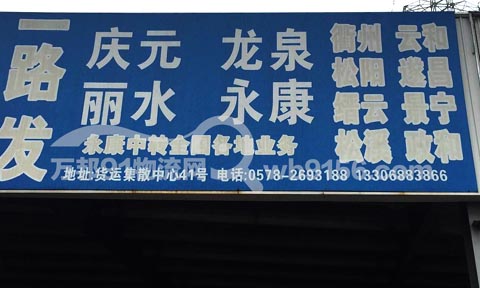 一路发
庆元 龙泉
丽水 永康
衢州 云和
松阳 遂昌
缙云 景宁
松溪 政和
永康中转全国各地业务
地址:货运集散中心41号 电话:0578-2693188 13306883866
万邦91物流网 wb9156.com